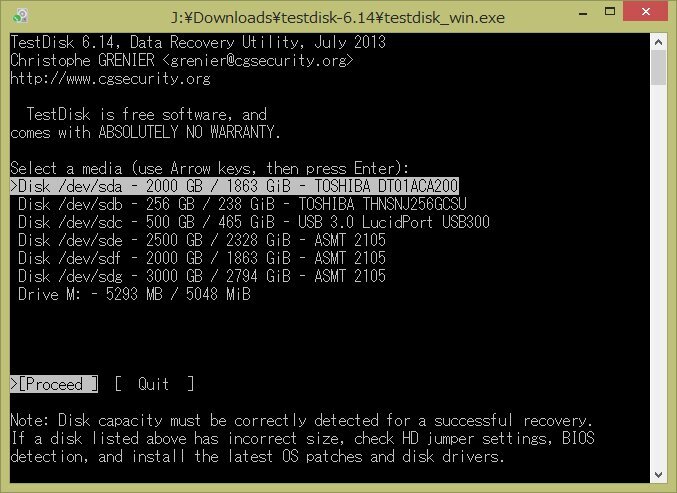 J:¥Downloads¥testdisk-6.14¥testdisk_win.exe
TestDisk 6.14, Data Recovery Utility, July 2013
Christophe GRENIER <grenier@cgsecurity.org>
http://www.cgsecurity.org
TestDisk is free software, and
comes with ABSOLUTELY NO WARRANTY.
Select a media (use Arrow keys, then press Enter):
>Disk /dev/sda - 2000 GB / 1863 GiB - TOSHIBA DT01ACA200
Disk /dev/sdb - 256 GB / 238 GiB - TOSHIBA THNSNJ256GCSU
Disk /dev/sdc - 500 GB / 465 GiB - USB 3.0 LucidPort USB300
Disk /dev/sde - 2500 GB / 2328 GiB - ASMT 2105
Disk /dev/sdf - 2000 GB / 1863 GiB - ASMT 2105
Disk /dev/sdg - 3000 GB / 2794 GiB - ASMT 2105
Drive M: - 5293 MB / 5048 MiB
>[Proceed ]  [  Quit  ]
Note: Disk capacity must be correctly detected for a successful recovery.
If a disk listed above has incorrect size, check HD jumper settings, BIOS
detection, and install the latest OS patches and disk drivers.